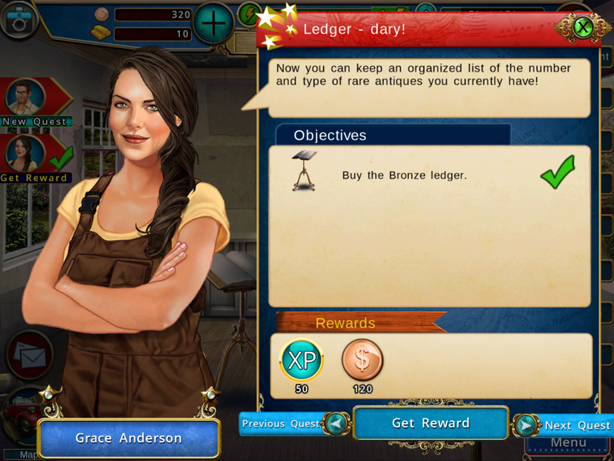 320
10
Ledger - dary!
Now you can keep an organized list of the number
and type of rare antiques you currently have!
New Quest
Get Reward
Objectives
Buy the Bronze ledger.
Rewards
XP
$
50
120
Previous Quest
Get Reward
Next Quest
Grace Anderson
Menu
Map